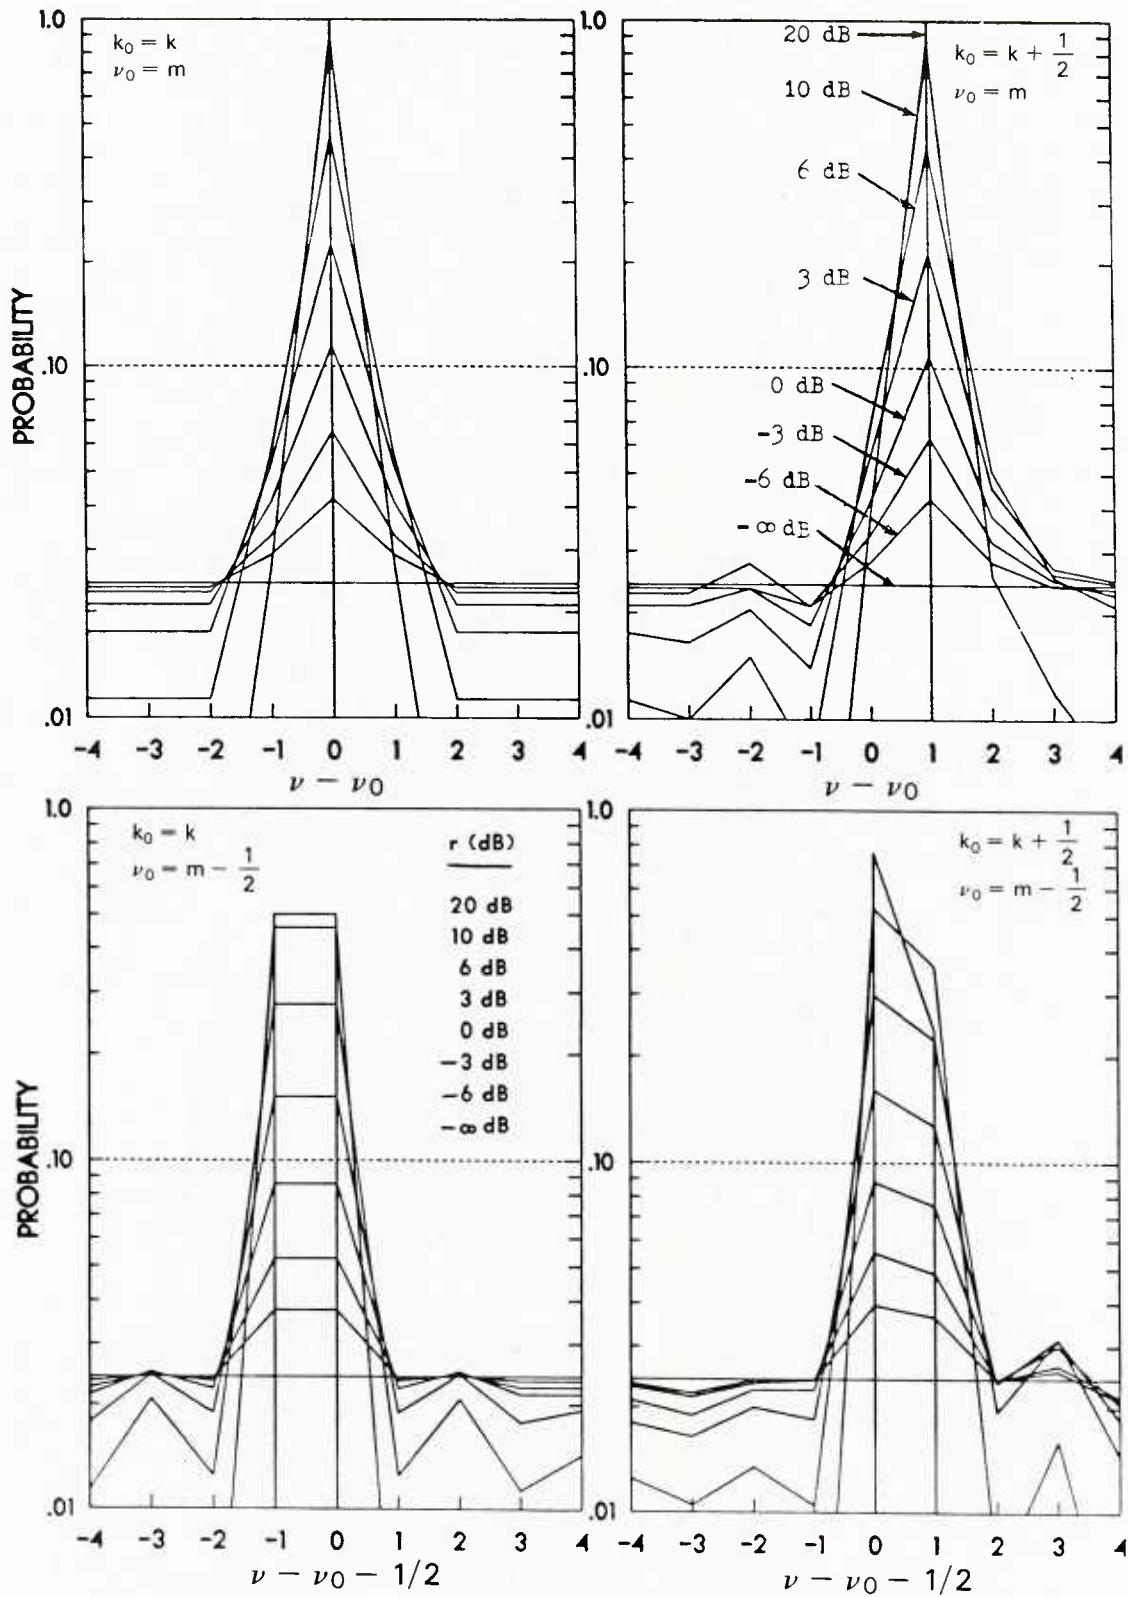 1.0
k₀ = k
ν₀ = m
PROBABILITY
.10
.01
-4 -3 -2 -1 0 1 2 3 4
ν − ν₀
1.0
20 dB
k₀ = k + 1/2
ν₀ = m
10 dB
6 dB
3 dB
.10
0 dB
-3 dB
-6 dB
-∞ dB
.01
-4 -3 -2 -1 0 1 2 3 4
ν − ν₀
1.0
k₀ = k
ν₀ = m − 1/2
r (dB)
20 dB
10 dB
6 dB
3 dB
0 dB
−3 dB
−6 dB
−∞ dB
PROBABILITY
.10
.01
-4 -3 -2 -1 0 1 2 3 4
ν − ν₀ − 1/2
1.0
k₀ = k + 1/2
ν₀ = m − 1/2
.10
.01
-4 -3 -2 -1 0 1 2 3 4
ν − ν₀ − 1/2